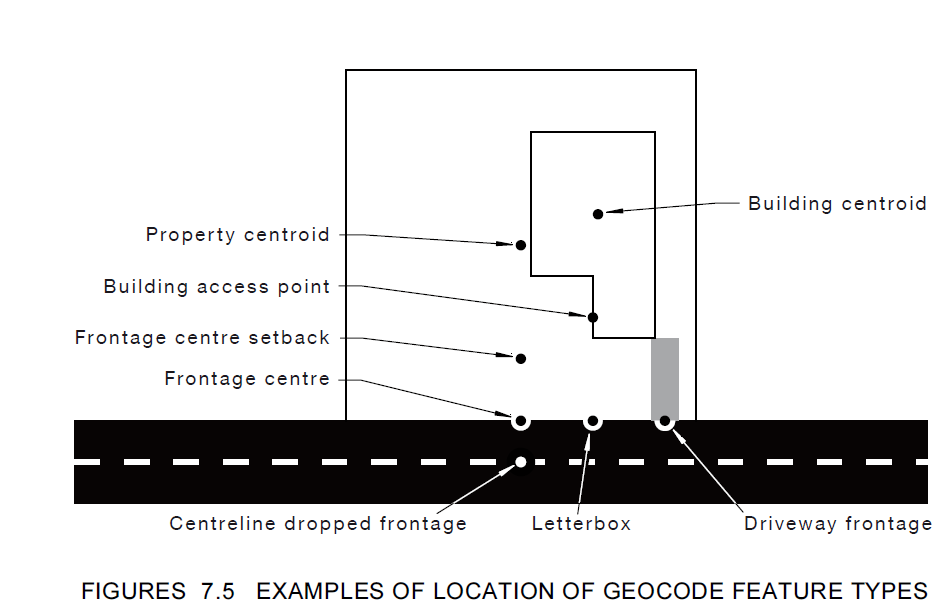 Building centroid
Property centroid
Building access point
Frontage centre setback
Frontage centre
Centreline dropped frontage
Letterbox
Driveway frontage
FIGURES 7.5 EXAMPLES OF LOCATION OF GEOCODE FEATURE TYPES